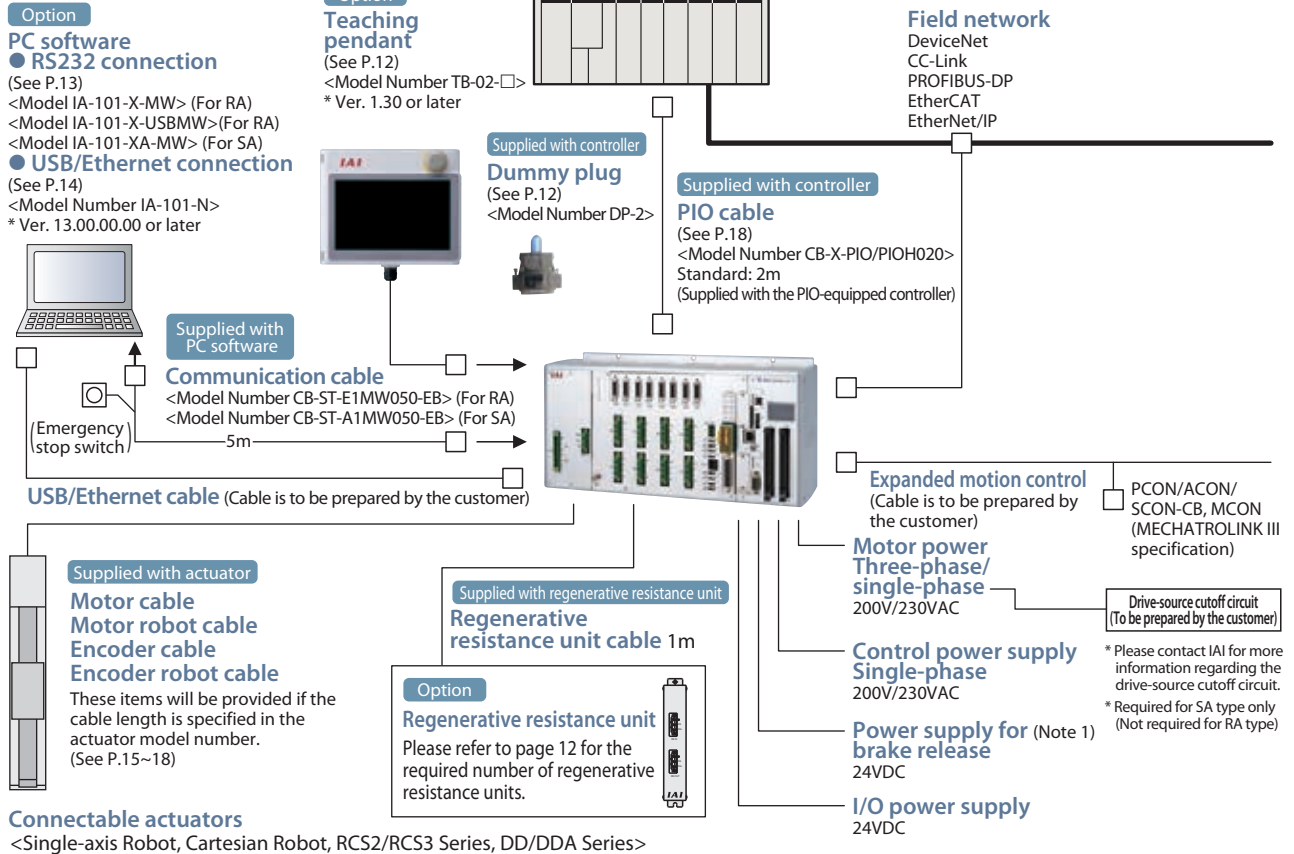 Option
PC software
● RS232 connection
(See P.13)
<Model IA-101-X-MW> (For RA)
<Model IA-101-X-USBMW>(For RA)
<Model IA-101-XA-MW> (For SA)
● USB/Ethernet connection
(See P.14)
<Model Number IA-101-N>
* Ver. 13.00.00.00 or later
Option
Teaching
pendant
(See P.12)
<Model Number TB-02-□>
* Ver. 1.30 or later
IAI
Supplied with controller
Dummy plug
(See P.12)
<Model Number DP-2>
Field network
DeviceNet
CC-Link
PROFIBUS-DP
EtherCAT
EtherNet/IP
Supplied with controller
PIO cable
(See P.18)
<Model Number CB-X-PIO/PIOH020>
Standard: 2m
(Supplied with the PIO-equipped controller)
Supplied with
PC software
Communication cable
<Model Number CB-ST-E1MW050-EB> (For RA)
<Model Number CB-ST-A1MW050-EB> (For SA)
(Emergency
stop switch)
5m
USB/Ethernet cable (Cable is to be prepared by the customer)
IAI
Expanded motion control
(Cable is to be prepared by
the customer)
PCON/ACON/
SCON-CB, MCON
(MECHATROLINK III
specification)
Motor power
Three-phase/
single-phase
200V/230VAC
Drive-source cutoff circuit
(To be prepared by the customer)
* Please contact IAI for more
information regarding the
drive-source cutoff circuit.
* Required for SA type only
(Not required for RA type)
Control power supply
Single-phase
200V/230VAC
Power supply for (Note 1)
brake release
24VDC
I/O power supply
24VDC
Supplied with actuator
Motor cable
Motor robot cable
Encoder cable
Encoder robot cable
These items will be provided if the
cable length is specified in the
actuator model number.
(See P.15~18)
Supplied with regenerative resistance unit
Regenerative
resistance unit cable 1m
Option
Regenerative resistance unit
Please refer to page 12 for the
required number of regenerative
resistance units.
IAI
Connectable actuators
<Single-axis Robot, Cartesian Robot, RCS2/RCS3 Series, DD/DDA Series>